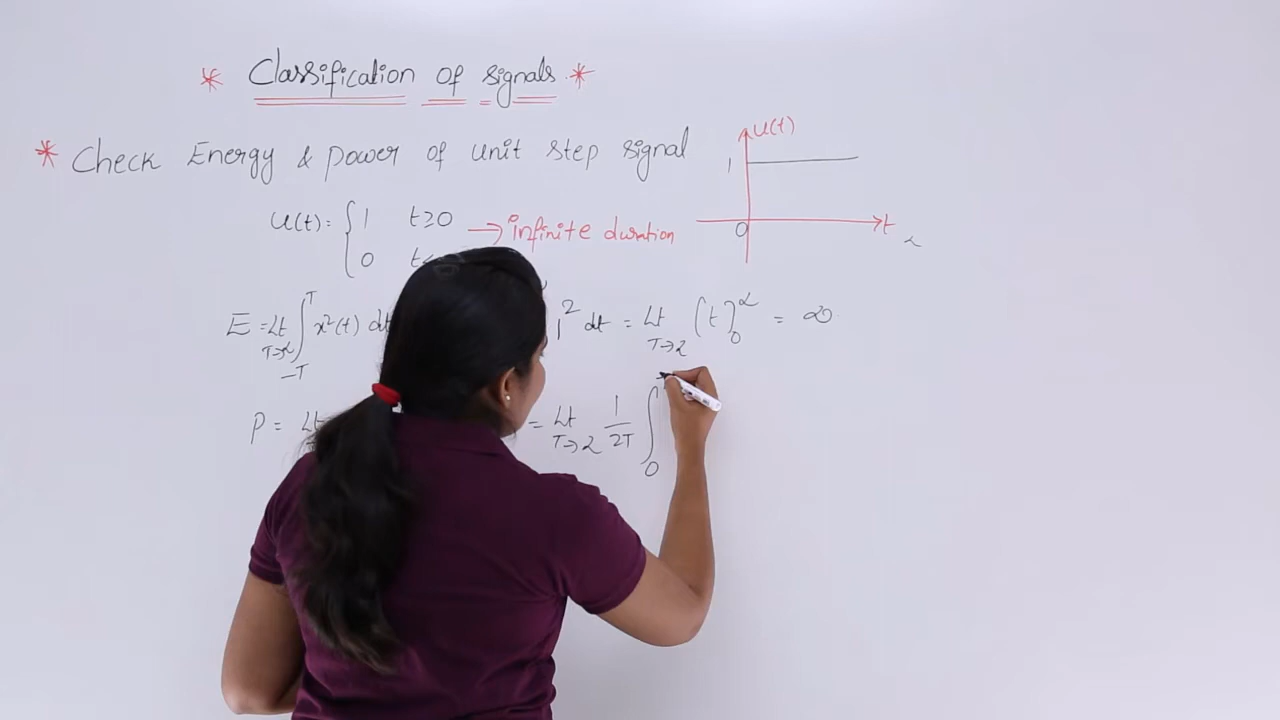 * Classification of signals. *
* Check Energy & power of unit step signal
u(t)
1
0
t
u(t) = { 1 t≥0
0 t<
→ infinite duration
E = Lt T→∞ ∫ -T T x²(t) dt 1² dt = Lt T→∞ [t]0 ∞ = ∞
P = Lt = Lt T→∞ 1/2T ∫ 0